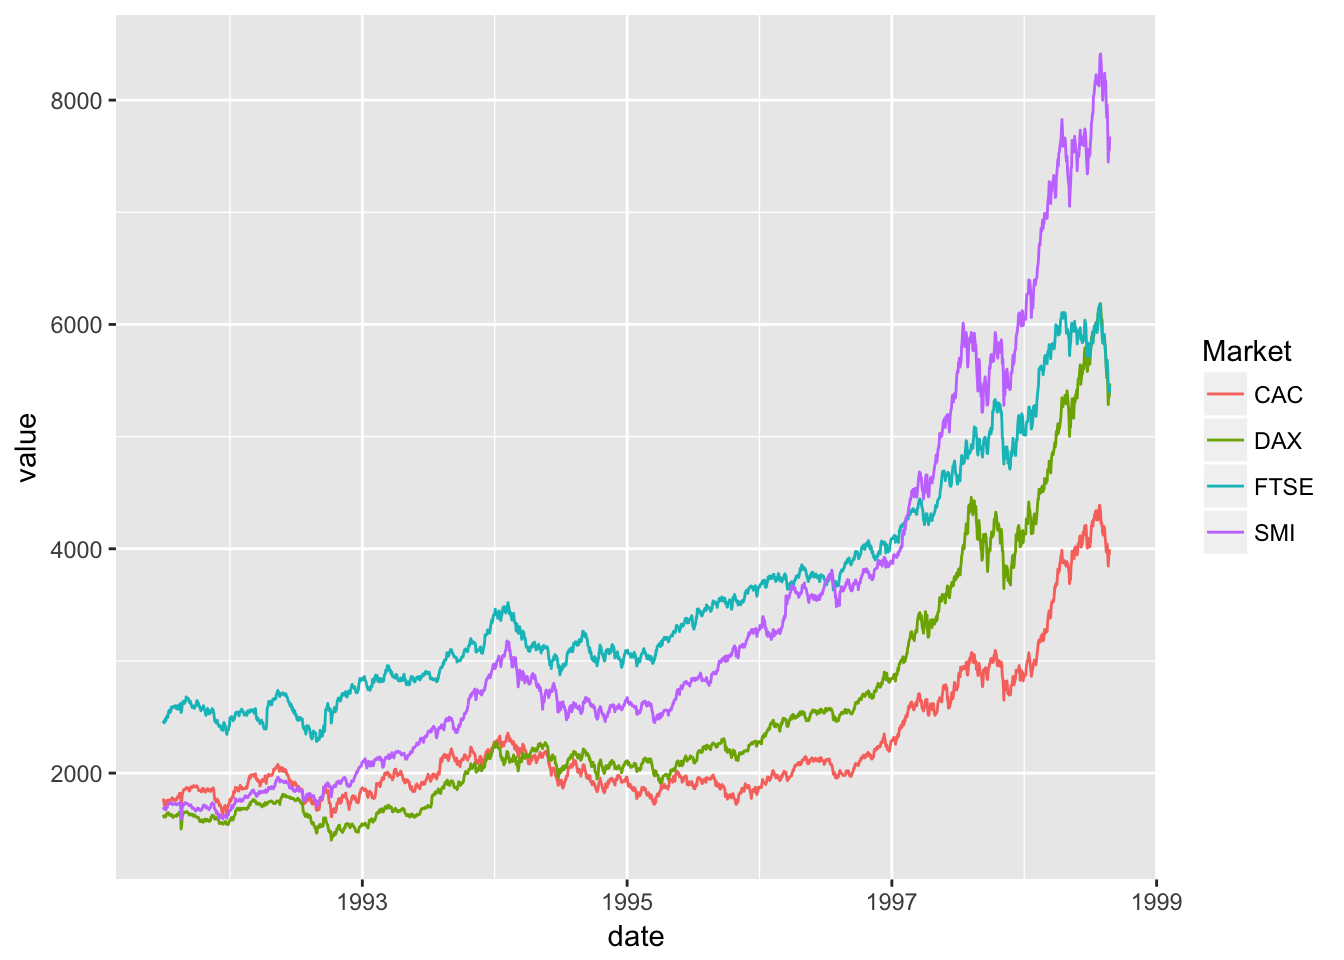 8000
6000
4000
2000
value
1993
1995
1997
1999
date
Market
CAC
DAX
FTSE
SMI